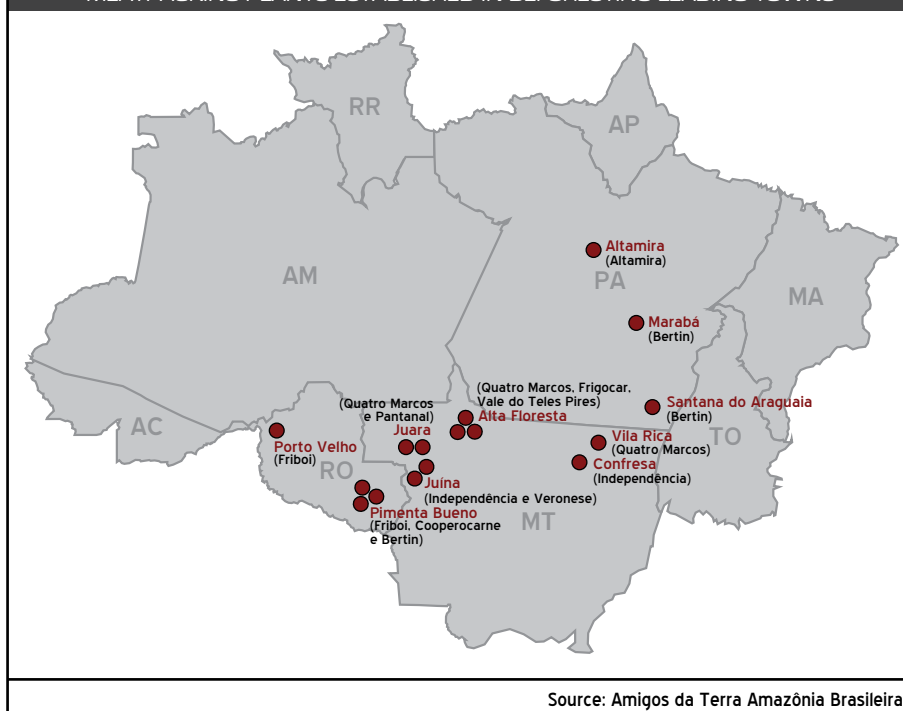 RR
AP
AM
PA
MA
AC
RO
MT
TO
Altamira
(Altamira)
Marabá
(Bertin)
(Quatro Marcos, Frigocar,
Vale do Teles Pires)
Alta Floresta
(Quatro Marcos
e Pantanal)
Juara
Santana do Araguaia
(Bertin)
Porto Velho
(Friboi)
Vila Rica
(Quatro Marcos)
Confresa
(Independência)
Juína
(Independência e Veronese)
Pimenta Bueno
(Friboi, Cooperocarne
e Bertin)
Source: Amigos da Terra Amazônia Brasileira